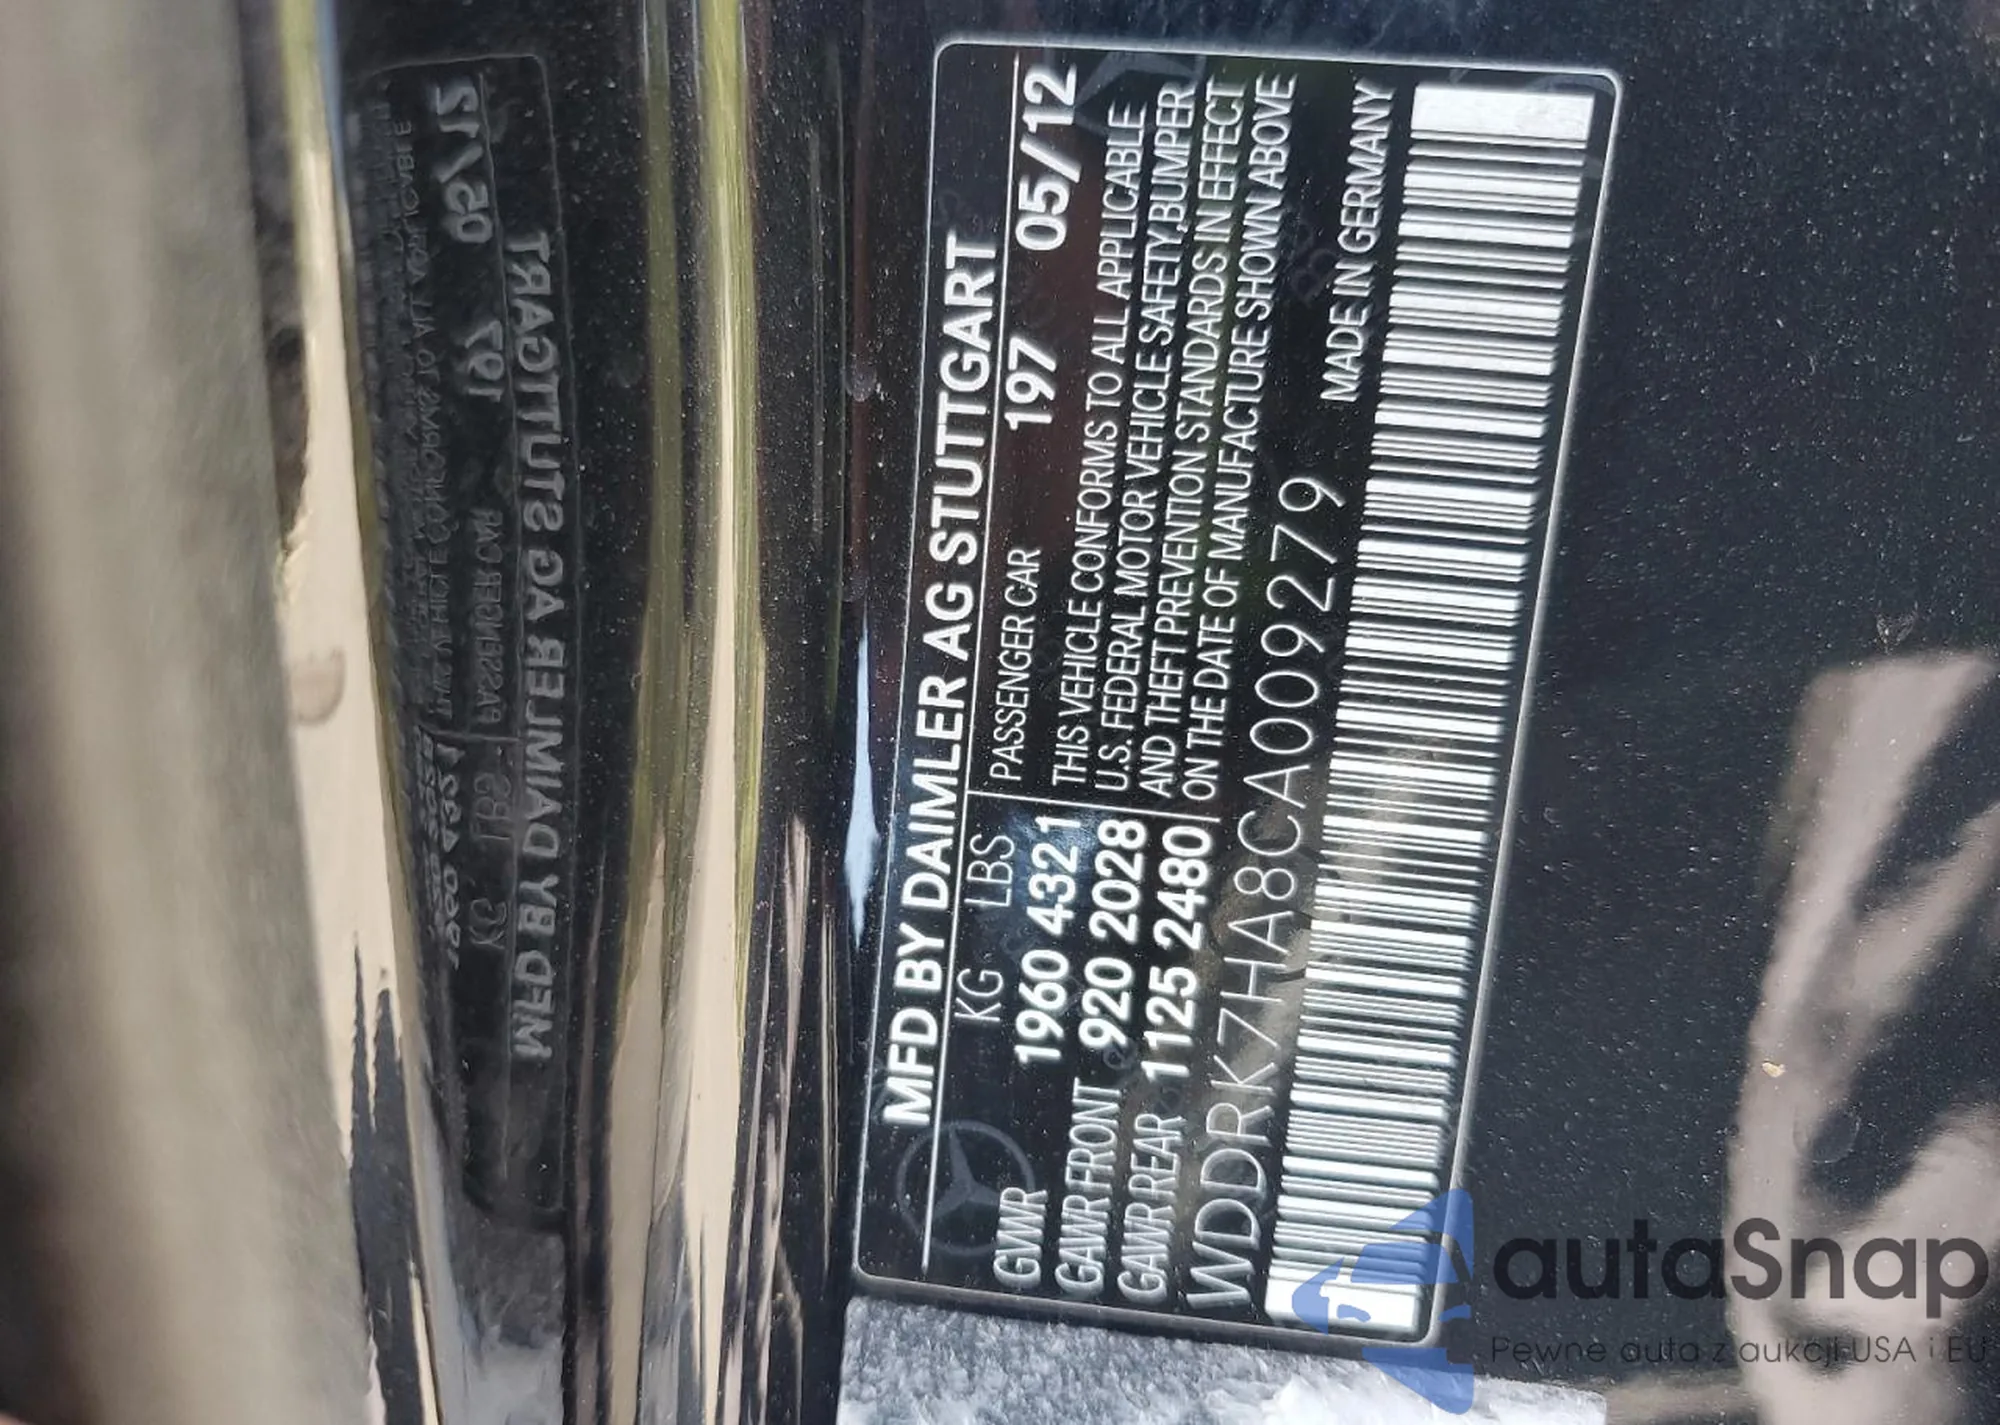 MFD BY DAIMLER AG STUTTGART
KG LBS PASSENGER CAR 197 05/12
GVWR 1960 4321 THIS VEHICLE CONFORMS TO ALL APPLICABLE
GAWR FRONT 920 2028 U.S. FEDERAL MOTOR VEHICLE SAFETY,BUMPER
GAWR REAR 1125 2480 AND THEFT PREVENTION STANDARDS IN EFFECT
ON THE DATE OF MANUFACTURE SHOWN ABOVE
WDDRK7HA8CA009279 MADE IN GERMANY
autaSnap
Pewne auta z aukcji USA i EU